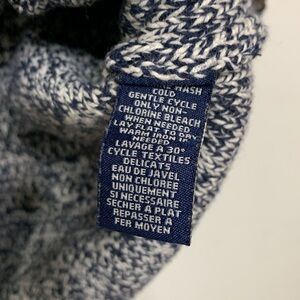 WASH
COLD
GENTLE CYCLE
ONLY NON-
CHLORINE BLEACH
WHEN NEEDED
LAY FLAT TO DRY
WARM IRON IF
NEEDED
LAVAGE A 30°
CYCLE TEXTILES
DELICATS
EAU DE JAVEL
NON CHLOREE
UNIQUEMENT
SI NECESSAIRE
SECHER A PLAT
REPASSER A
FER MOYEN